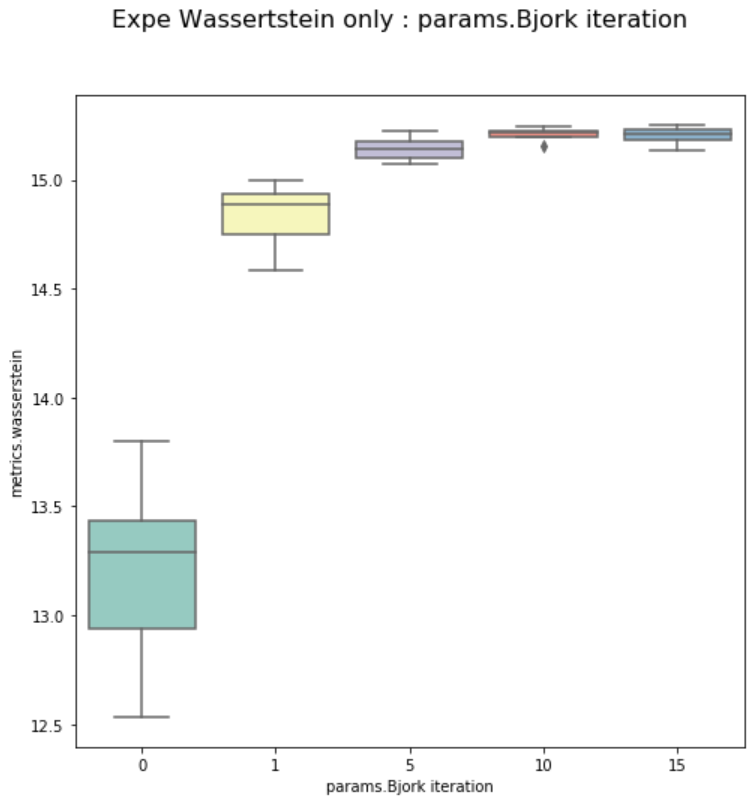 Expe Wassertstein only : params.Bjork iteration
metrics.wasserstein
15.0
14.5
14.0
13.5
13.0
12.5
0 1 5 10 15
params.Bjork iteration